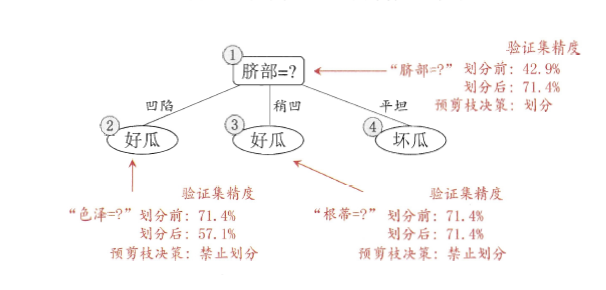 验证集精度
①
脐部=?
“脐部=?” 划分前: 42.9%
划分后: 71.4%
预剪枝决策: 划分
凹陷
稍凹
平坦
②
好瓜
③
好瓜
④
坏瓜
验证集精度
“色泽=?” 划分前: 71.4%
划分后: 57.1%
预剪枝决策: 禁止划分
验证集精度
“根蒂=?” 划分前: 71.4%
划分后: 71.4%
预剪枝决策: 禁止划分